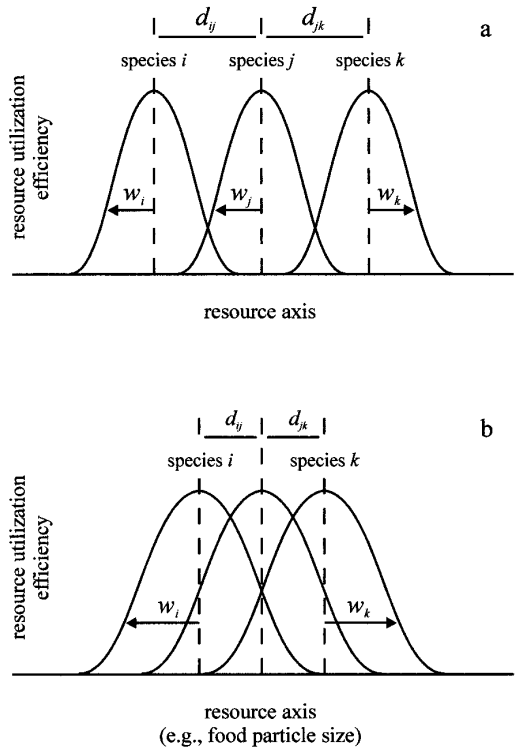 d_ij d_jk
a
species i species j species k
resource utilization
efficiency
w_i w_j w_k
resource axis
d_ij d_jk
b
species i species k
resource utilization
efficiency
w_i w_k
resource axis
(e.g., food particle size)